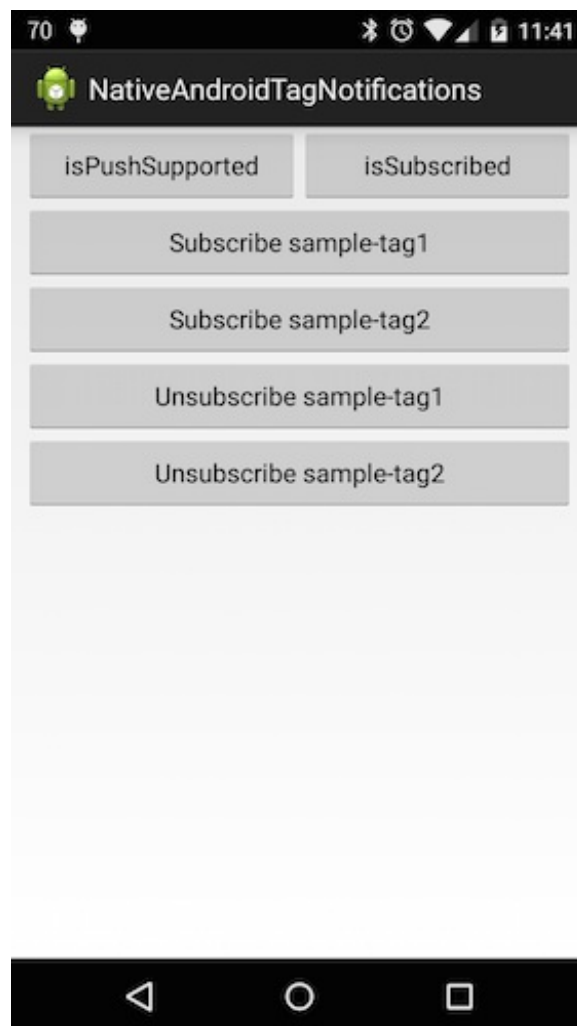 70 11:41
NativeAndroidTagNotifications
isPushSupported isSubscribed
Subscribe sample-tag1
Subscribe sample-tag2
Unsubscribe sample-tag1
Unsubscribe sample-tag2